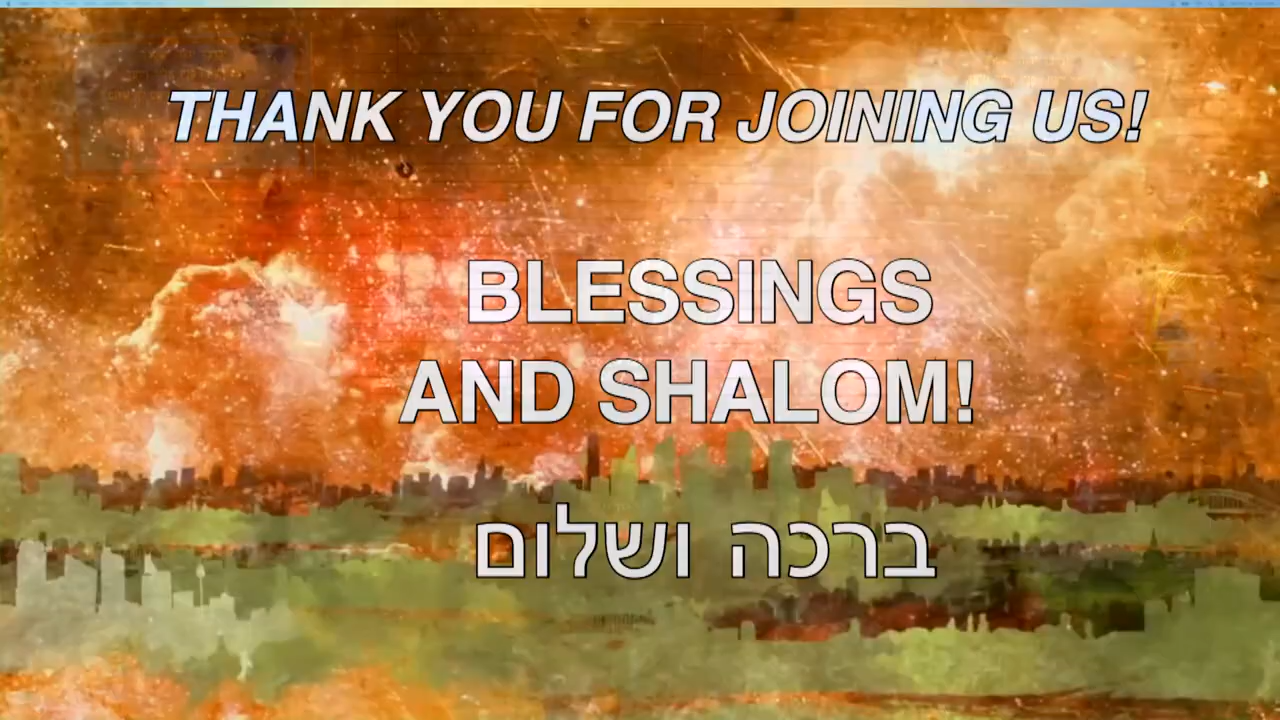 THANK YOU FOR JOINING US!
BLESSINGS
AND SHALOM!
ברכה ושלום